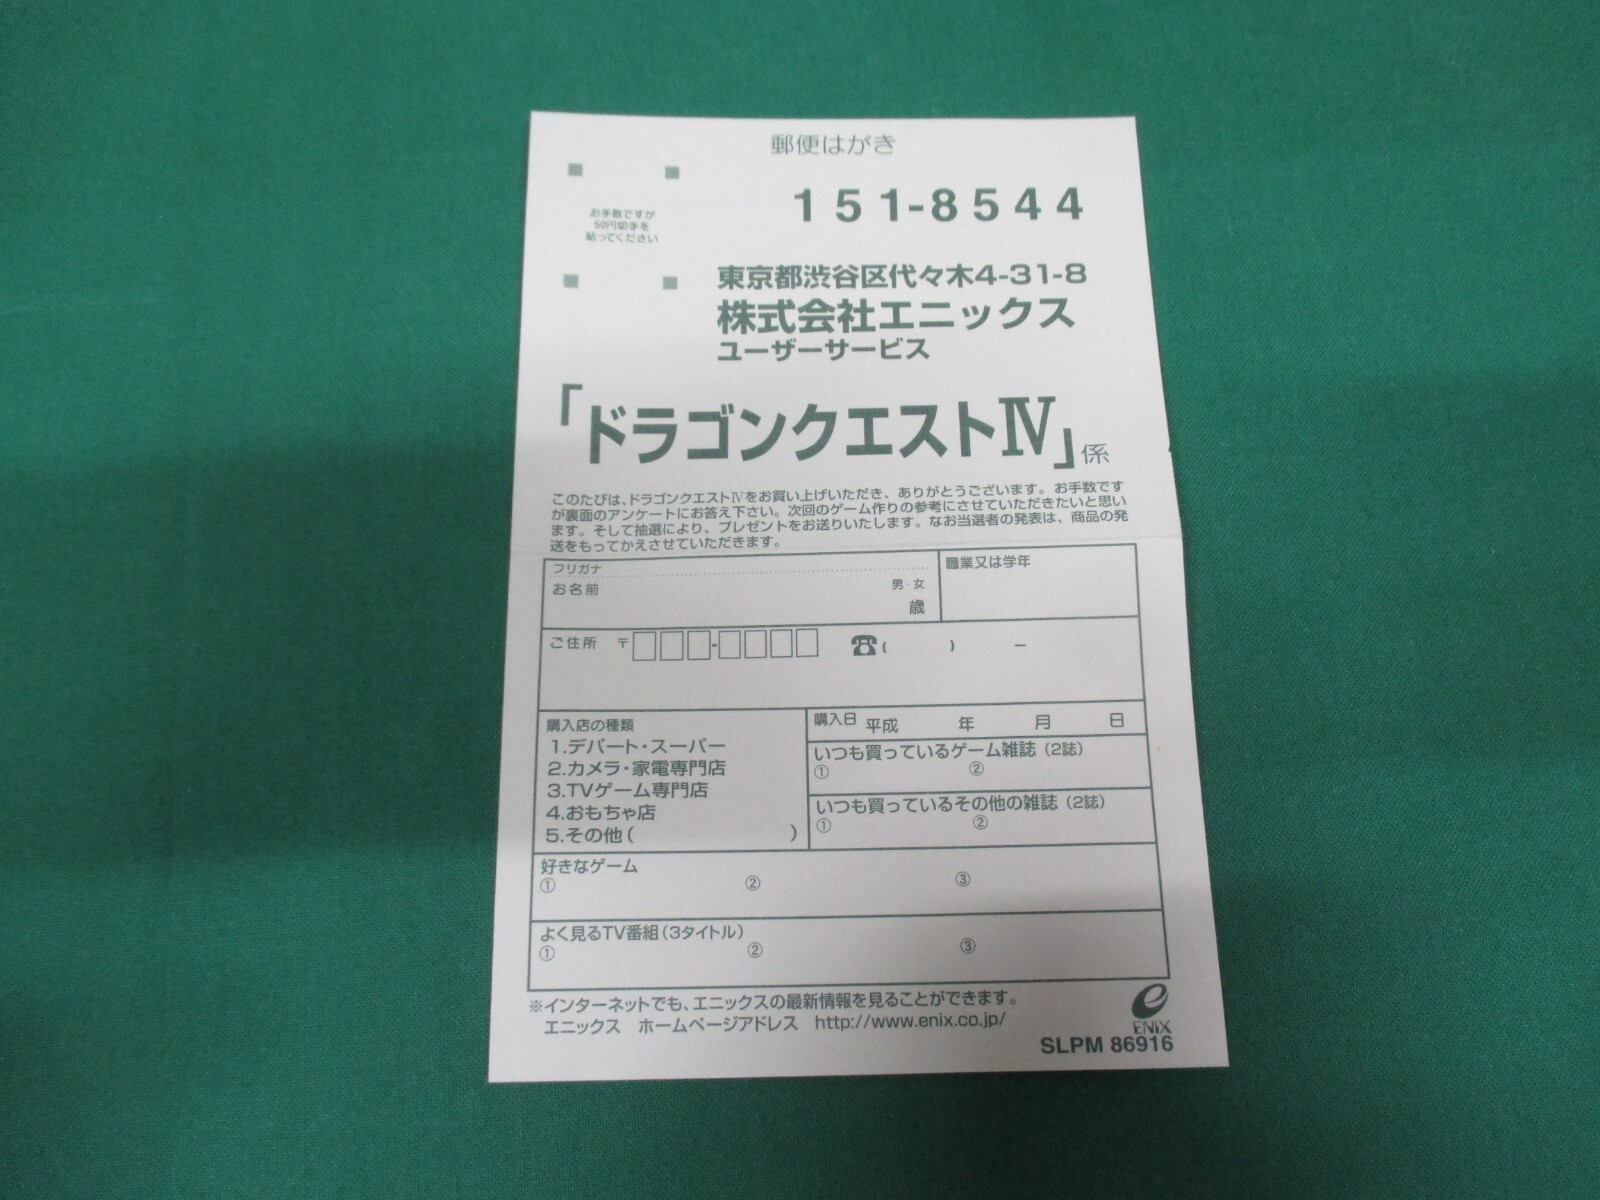 郵便はがき
お手数ですが
50円切手を
貼ってください
151-8544
東京都渋谷区代々木4-31-8
株式会社エニックス
ユーザーサービス
「ドラゴンクエストⅣ」係
このたびは、ドラゴンクエストⅣをお買い上げいただき、ありがとうございます。お手数です
が裏面のアンケートにお答え下さい。次回のゲーム作りの参考にさせていただきたいと思い
ます。そして抽選により、プレゼントをお送りいたします。なお当選者の発表は、商品の発
送をもってかえさせていただきます。
フリガナ
お名前 男・女
歳
職業又は学年
ご住所 〒 - ☎( ) −
購入店の種類
1.デパート・スーパー
2.カメラ・家電専門店
3.TVゲーム専門店
4.おもちゃ店
5.その他( )
購入日 平成 年 月 日
いつも買っているゲーム雑誌(2誌)
① ②
いつも買っているその他の雑誌(2誌)
① ②
好きなゲーム
① ② ③
よく見るTV番組(3タイトル)
① ② ③
※インターネットでも、エニックスの最新情報を見ることができます。
エニックス ホームページアドレス http://www.enix.co.jp/
ENIX
SLPM 86916